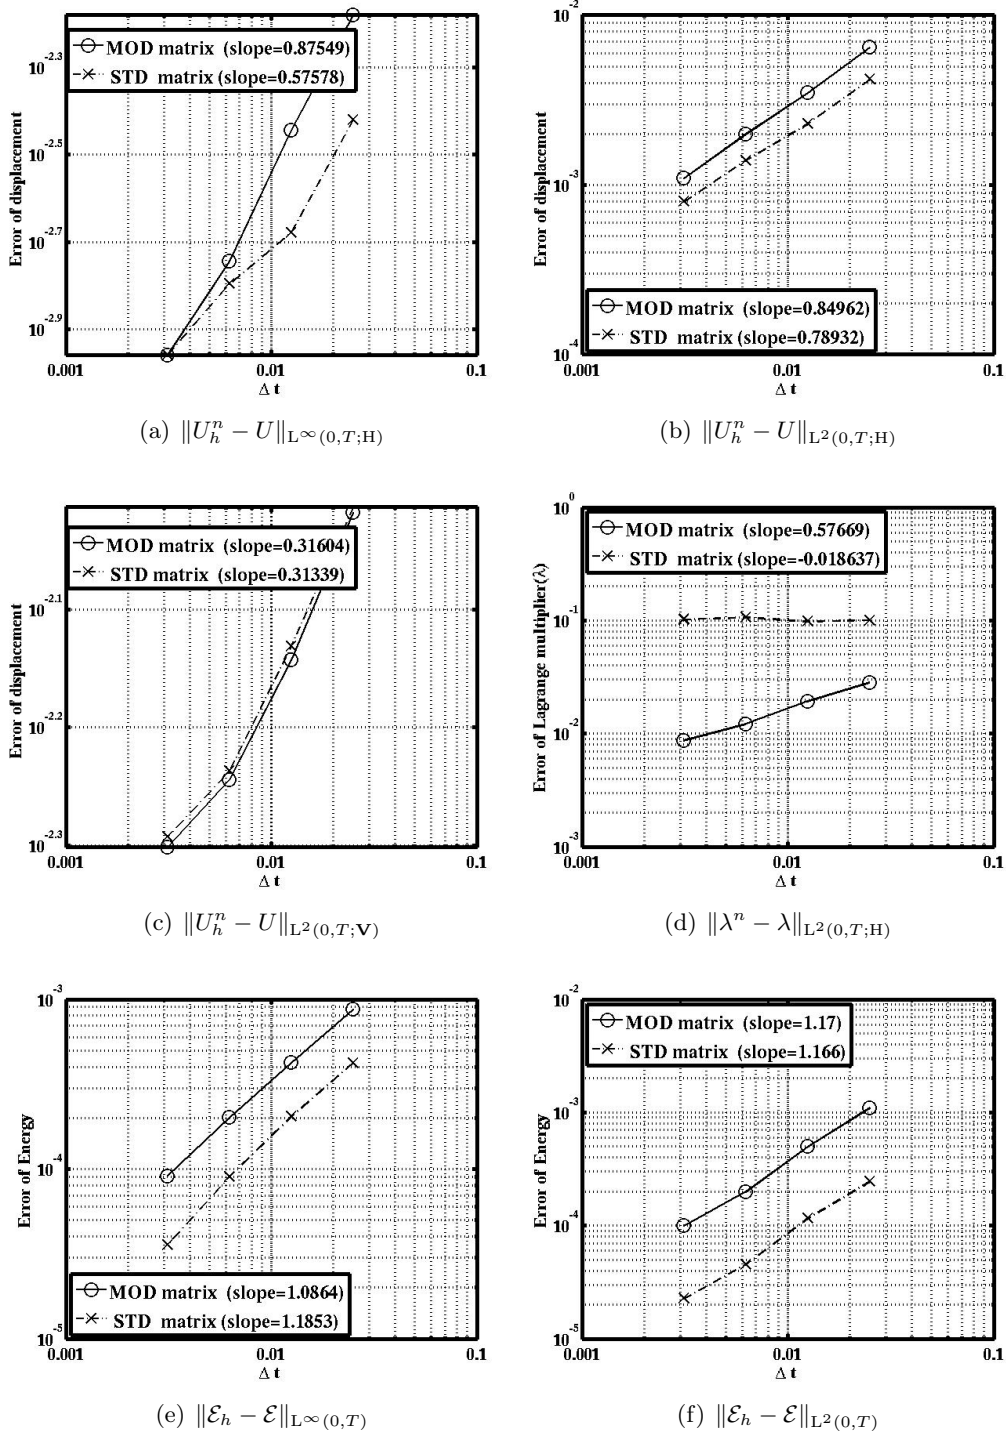 MOD matrix (slope=0.87549)
STD matrix (slope=0.57578)
10^-2.3
10^-2.5
10^-2.7
10^-2.9
Error of displacement
0.001 0.01 0.1
Δ t
(a) ‖U_h^n − U‖_{L^∞(0,T;H)}
10^-2
10^-3
10^-4
Error of displacement
MOD matrix (slope=0.84962)
STD matrix (slope=0.78932)
0.001 0.01 0.1
Δ t
(b) ‖U_h^n − U‖_{L^2(0,T;H)}
MOD matrix (slope=0.31604)
STD matrix (slope=0.31339)
10^-2.1
10^-2.2
10^-2.3
Error of displacement
0.001 0.01 0.1
Δ t
(c) ‖U_h^n − U‖_{L^2(0,T;V)}
10^0
10^-1
10^-2
10^-3
Error of Lagrange multiplier(λ)
MOD matrix (slope=0.57669)
STD matrix (slope=-0.018637)
0.001 0.01 0.1
Δ t
(d) ‖λ^n − λ‖_{L^2(0,T;H)}
10^-3
10^-4
10^-5
Error of Energy
MOD matrix (slope=1.0864)
STD matrix (slope=1.1853)
0.001 0.01 0.1
Δ t
(e) ‖ℰ_h − ℰ‖_{L^∞(0,T)}
10^-2
10^-3
10^-4
10^-5
Error of Energy
MOD matrix (slope=1.17)
STD matrix (slope=1.166)
0.001 0.01 0.1
Δ t
(f) ‖ℰ_h − ℰ‖_{L^2(0,T)}